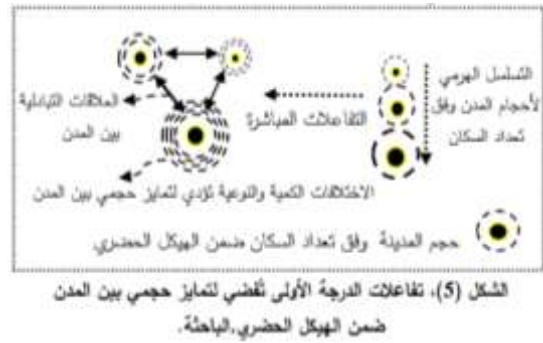 التسلسل الهرمي
لأحجام المدن وفق
تعداد السكان
التفاعلات المباشرة
العلاقات التبادلية
بين المدن
الاختلافات الكمية والنوعية تؤدي لتمايز حجمي بين المدن
حجم المدينة وفق تعداد السكان ضمن الهيكل الحضري
الشكل (5)، تفاعلات الدرجة الأولى تُفضي لتمايز حجمي بين المدن
ضمن الهيكل الحضري.الباحثة.